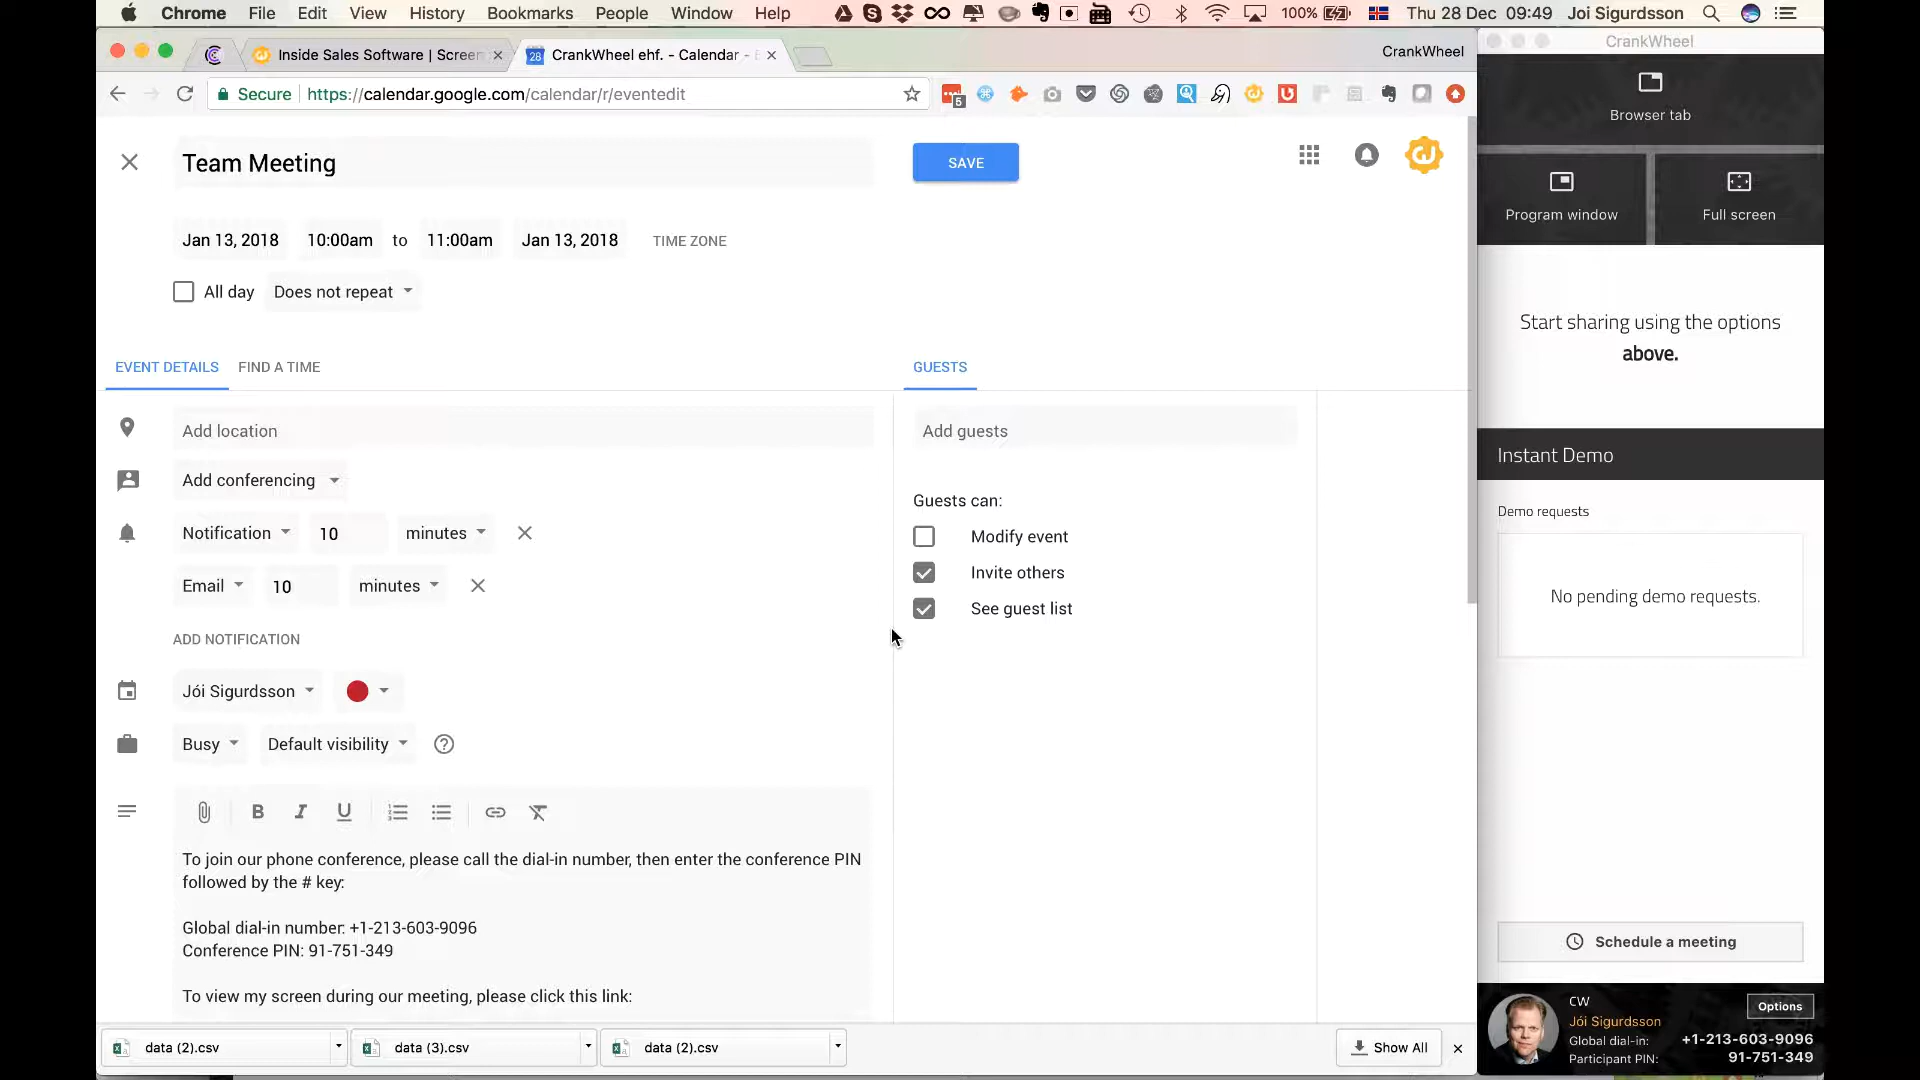 Chrome File Edit View History Bookmarks People Window Help 100% Thu 28 Dec 09:49 Joi Sigurdsson
Inside Sales Software | Screen
28 CrankWheel ehf. - Calendar -
CrankWheel
CrankWheel
Secure https://calendar.google.com/calendar/r/eventedit
5
Browser tab
Program window
Full screen
Start sharing using the options
above.
Instant Demo
Demo requests
No pending demo requests.
Schedule a meeting
CW
Options
Jói Sigurdsson
Global dial-in: +1-213-603-9096
Participant PIN: 91-751-349
Team Meeting
SAVE
Jan 13, 2018 10:00am to 11:00am Jan 13, 2018 TIME ZONE
All day Does not repeat
EVENT DETAILS FIND A TIME
GUESTS
Add location
Add conferencing
Notification 10 minutes
Email 10 minutes
ADD NOTIFICATION
Jói Sigurdsson
Busy Default visibility
B I U
To join our phone conference, please call the dial-in number, then enter the conference PIN
followed by the # key:
Global dial-in number: +1-213-603-9096
Conference PIN: 91-751-349
To view my screen during our meeting, please click this link:
Add guests
Guests can:
Modify event
Invite others
See guest list
data (2).csv
data (3).csv
data (2).csv
Show All